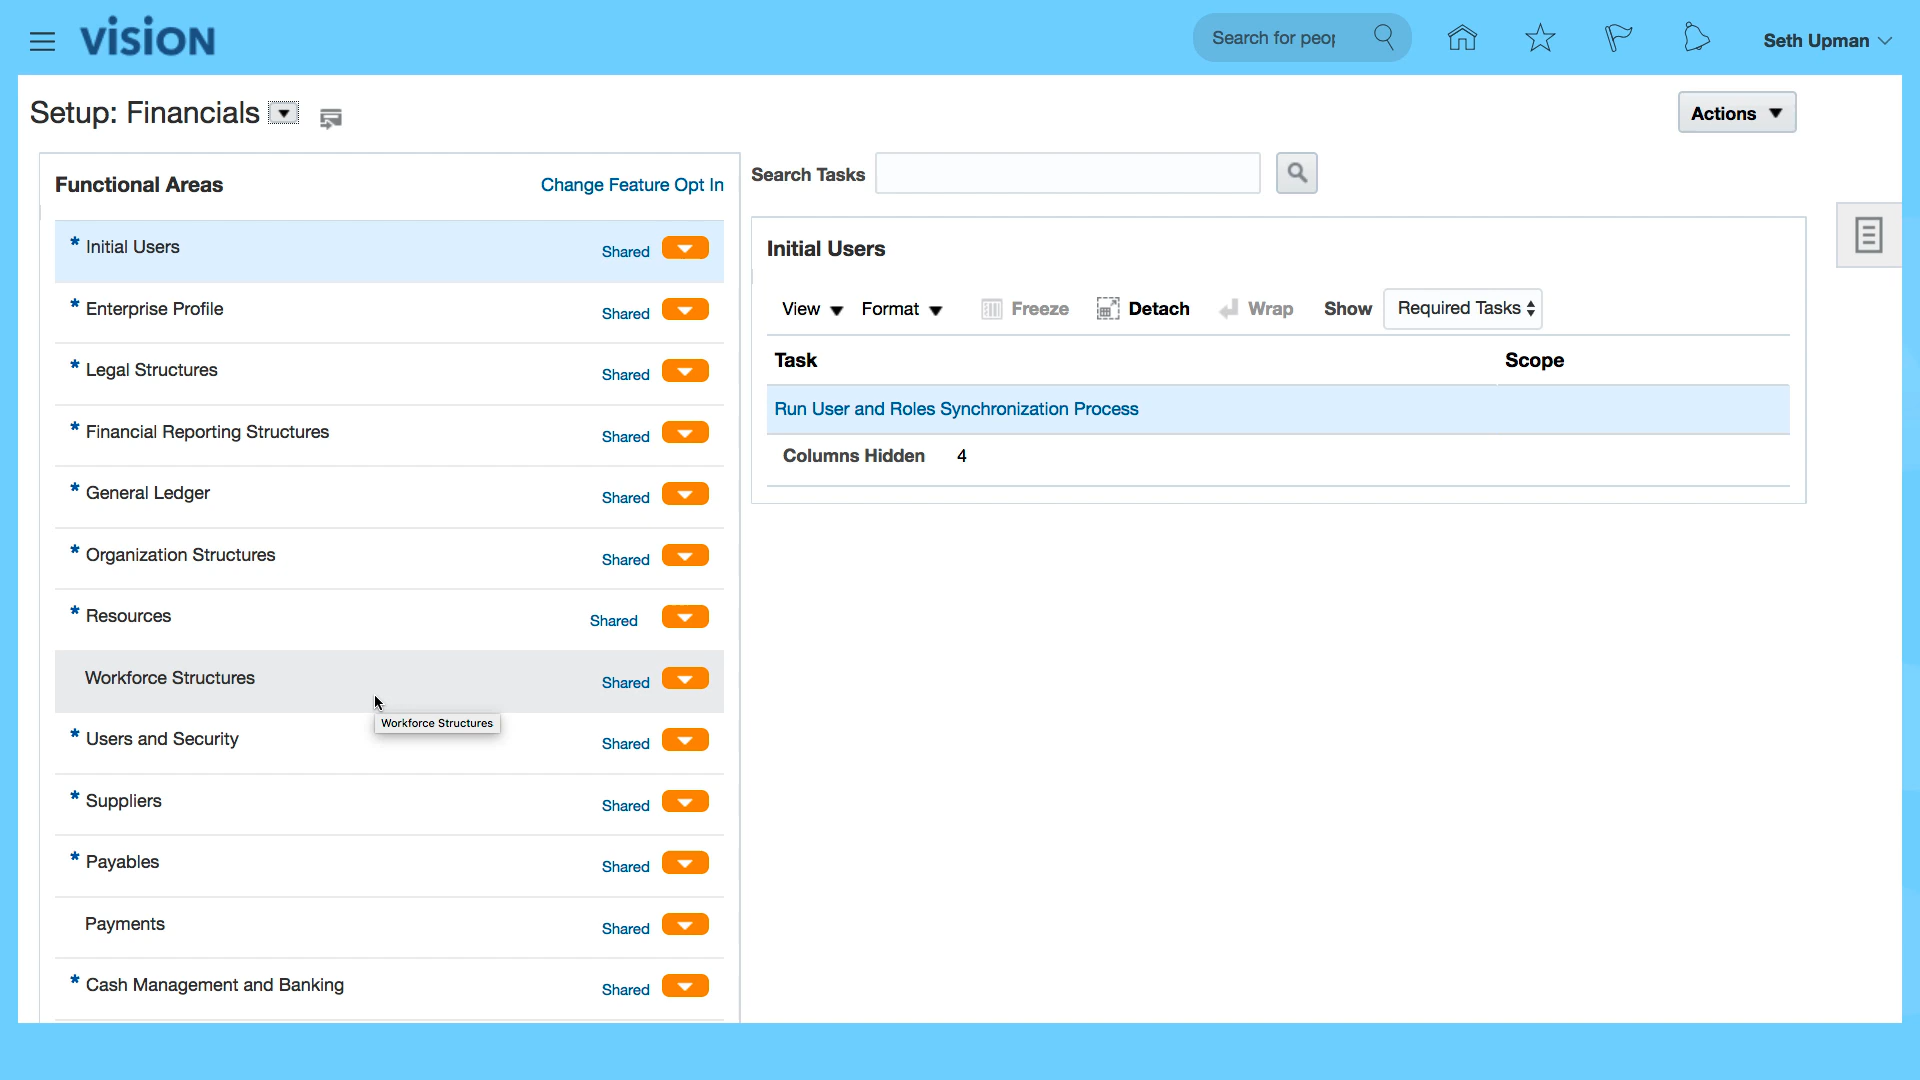 vision
Search for peop
Seth Upman
Setup: Financials
Actions
Functional Areas
Change Feature Opt In
Search Tasks
* Initial Users Shared
* Enterprise Profile Shared
* Legal Structures Shared
* Financial Reporting Structures Shared
* General Ledger Shared
* Organization Structures Shared
* Resources Shared
Workforce Structures Shared
Workforce Structures
* Users and Security Shared
* Suppliers Shared
* Payables Shared
Payments Shared
* Cash Management and Banking Shared
Initial Users
View Format Freeze Detach Wrap Show Required Tasks
Task Scope
Run User and Roles Synchronization Process
Columns Hidden 4